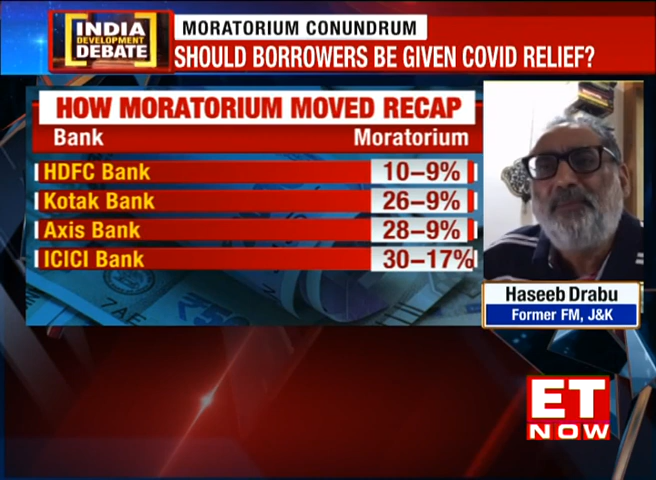 INDIA
DEVELOPMENT
DEBATE
MORATORIUM CONUNDRUM
SHOULD BORROWERS BE GIVEN COVID RELIEF?
HOW MORATORIUM MOVED RECAP
Bank Moratorium
HDFC Bank 10–9%
Kotak Bank 26–9%
Axis Bank 28–9%
ICICI Bank 30–17%
7AE
Haseeb Drabu
Former FM, J&K
ET
NOW